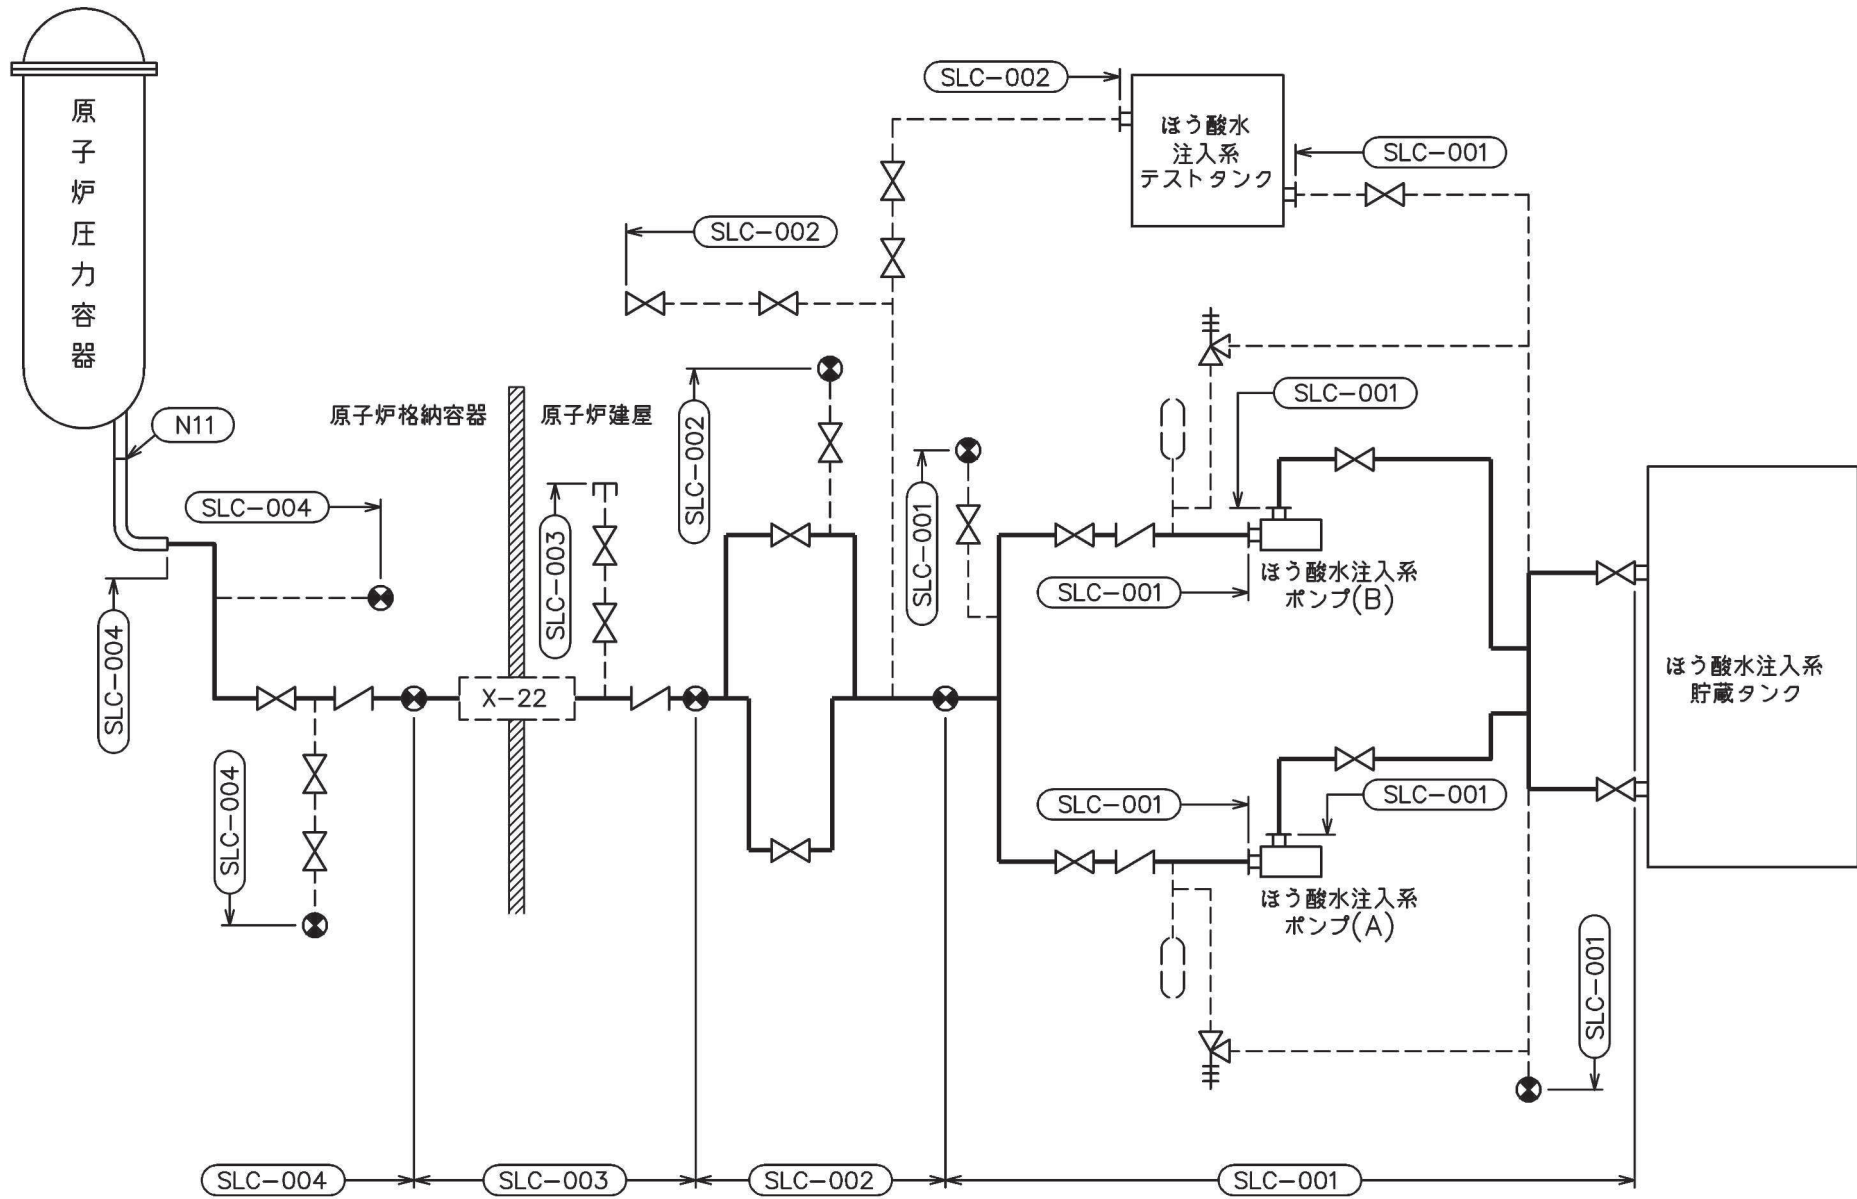 原子炉圧力容器
SLC-002
ほう酸水
注入系
テストタンク
SLC-001
SLC-002
SLC-001
N11
原子炉格納容器
原子炉建屋
SLC-002
SLC-004
SLC-003
SLC-001
SLC-001
ほう酸水注入系
ポンプ(B)
SLC-004
X-22
ほう酸水注入系
貯蔵タンク
SLC-004
SLC-001
SLC-001
ほう酸水注入系
ポンプ(A)
SLC-001
SLC-004
SLC-003
SLC-002
SLC-001